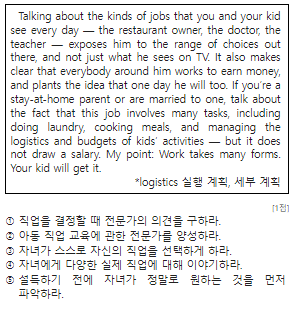 Talking about the kinds of jobs that you and your kid
see every day — the restaurant owner, the doctor, the
teacher — exposes him to the range of choices out
there, and not just what he sees on TV. It also makes
clear that everybody around him works to earn money,
and plants the idea that one day he will too. If you're a
stay-at-home parent or are married to one, talk about
the fact that this job involves many tasks, including
doing laundry, cooking meals, and managing the
logistics and budgets of kids' activities — but it does
not draw a salary. My point: Work takes many forms.
Your kid will get it.
*logistics 실행 계획, 세부 계획
[1점]
① 직업을 결정할 때 전문가의 의견을 구하라.
② 아동 직업 교육에 관한 전문가를 양성하라.
③ 자녀가 스스로 자신의 직업을 선택하게 하라.
④ 자녀에게 다양한 실제 직업에 대해 이야기하라.
⑤ 설득하기 전에 자녀가 정말로 원하는 것을 먼저
파악하라.